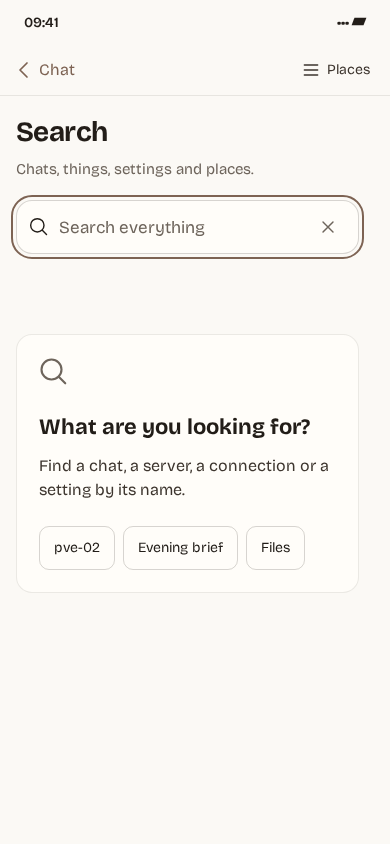 09:41
Chat
Places
Search
Chats, things, settings and places.
Search everything
What are you looking for?
Find a chat, a server, a connection or a
setting by its name.
pve-02
Evening brief
Files